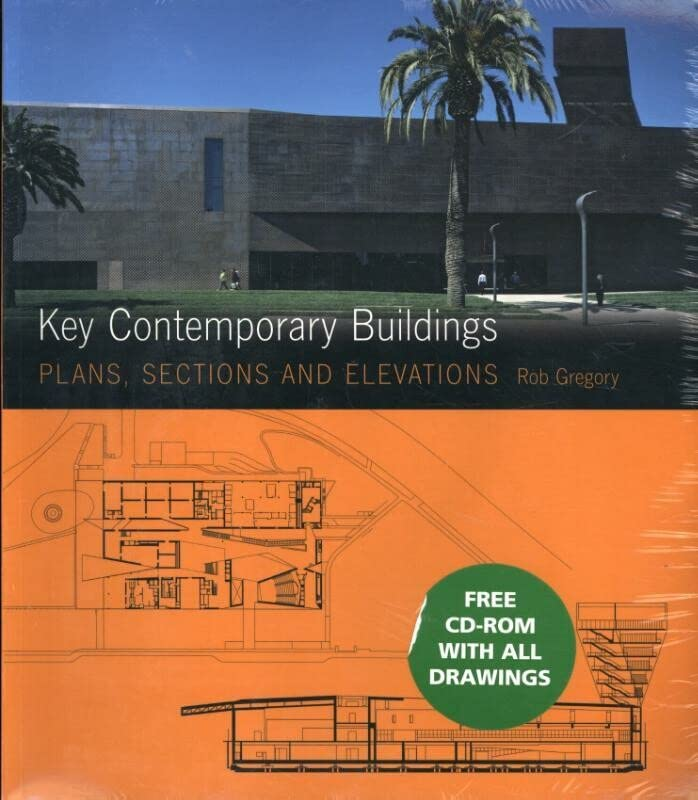 Key Contemporary Buildings
PLANS, SECTIONS AND ELEVATIONS Rob Gregory
FREE
CD-ROM
WITH ALL
DRAWINGS